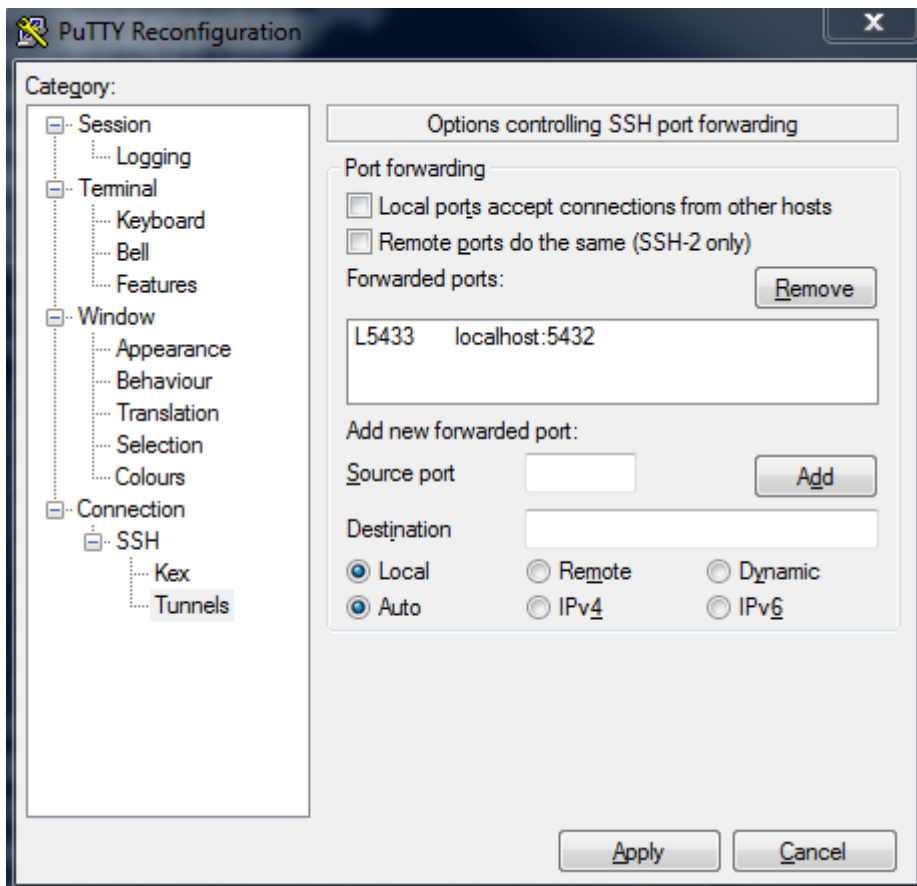 PuTTY Reconfiguration
x
Category:
Session
Logging
Terminal
Keyboard
Bell
Features
Window
Appearance
Behaviour
Translation
Selection
Colours
Connection
SSH
Kex
Tunnels
Options controlling SSH port forwarding
Port forwarding
Local ports accept connections from other hosts
Remote ports do the same (SSH-2 only)
Forwarded ports:
Remove
L5433 localhost:5432
Add new forwarded port:
Source port
Add
Destination
Local Remote Dynamic
Auto IPv4 IPv6
Apply Cancel